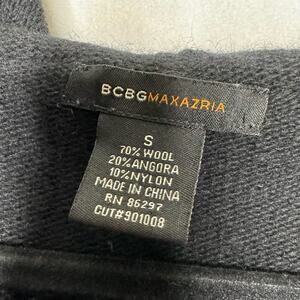 BCBGMAXAZRIA
S
70% WOOL
20% ANGORA
10% NYLON
MADE IN CHINA
RN 86297
CUT#901008